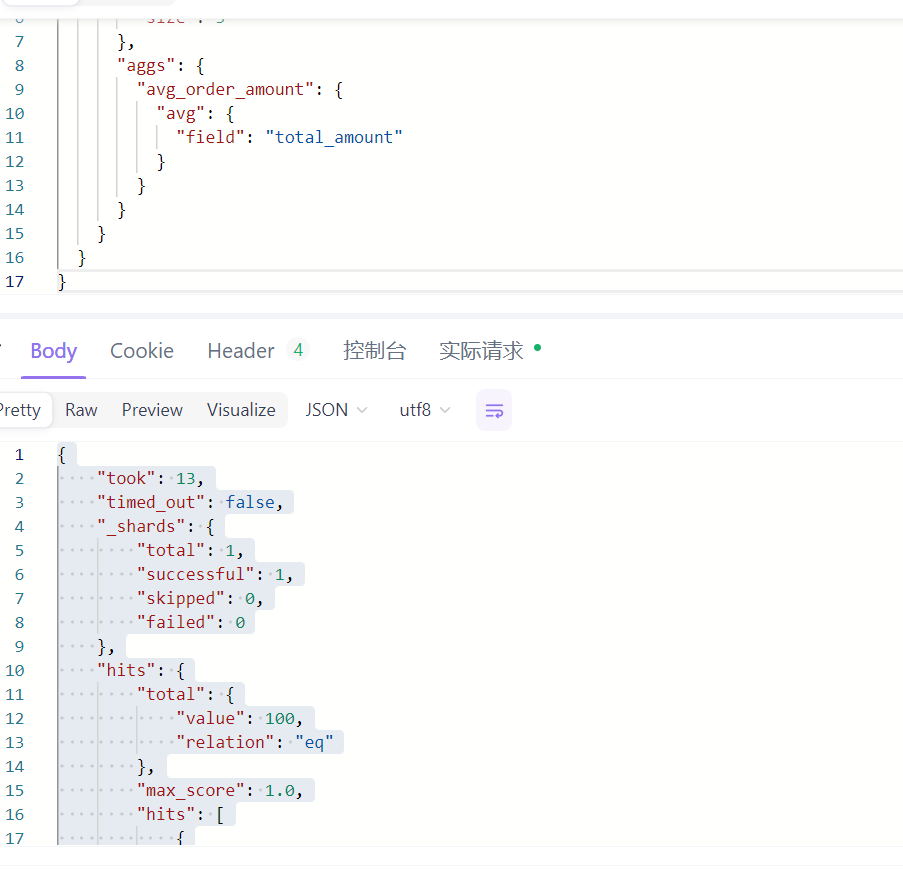 7 },
8 "aggs": {
9 "avg_order_amount": {
10 "avg": {
11 "field": "total_amount"
12 }
13 }
14 }
15 }
16 }
17 }
Body Cookie Header 4 控制台 实际请求
Pretty Raw Preview Visualize JSON utf8
1 {
2 "took": 13,
3 "timed_out": false,
4 "_shards": {
5 "total": 1,
6 "successful": 1,
7 "skipped": 0,
8 "failed": 0
9 },
10 "hits": {
11 "total": {
12 "value": 100,
13 "relation": "eq"
14 },
15 "max_score": 1.0,
16 "hits": [
17 {